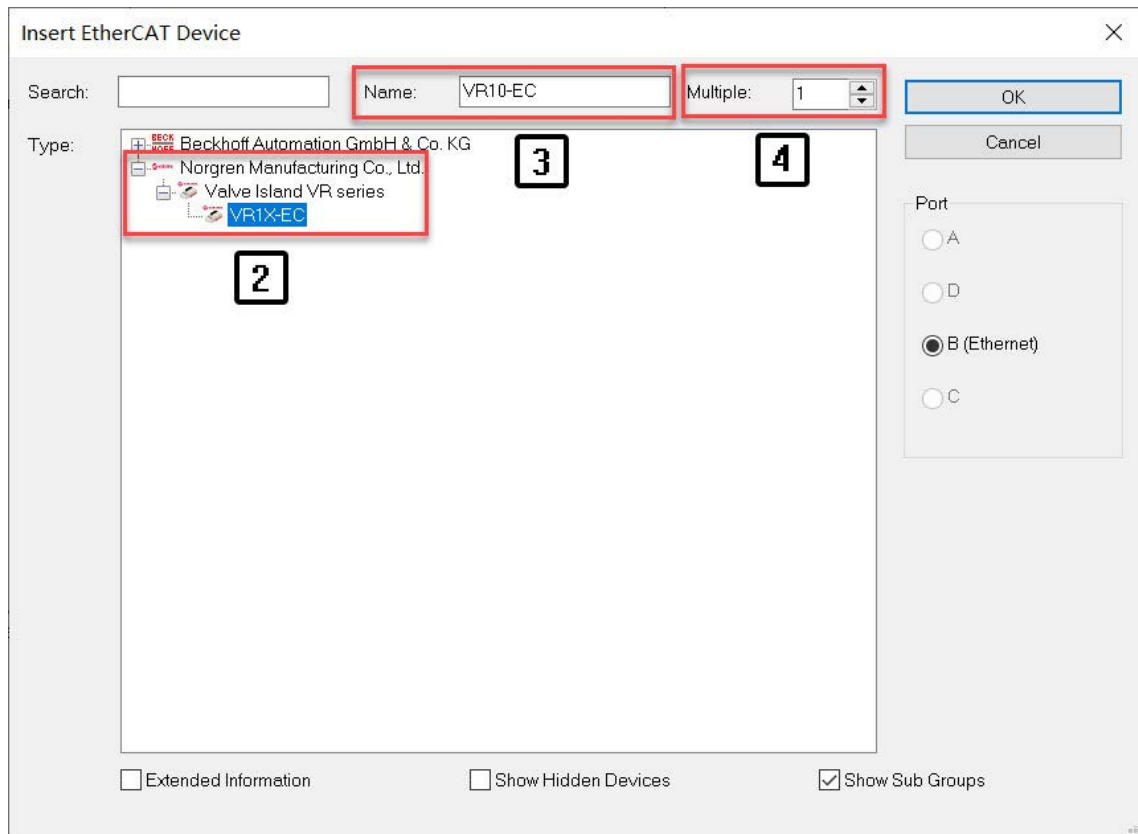 Insert EtherCAT Device
Search:
Name: VR10-EC
Multiple: 1
OK
Type:
BECKHOFF Beckhoff Automation GmbH & Co. KG
Cancel
3
4
Norgren Manufacturing Co., Ltd.
Valve Island VR series
VR1X-EC
2
Port
A
D
B (Ethernet)
C
Extended Information
Show Hidden Devices
Show Sub Groups